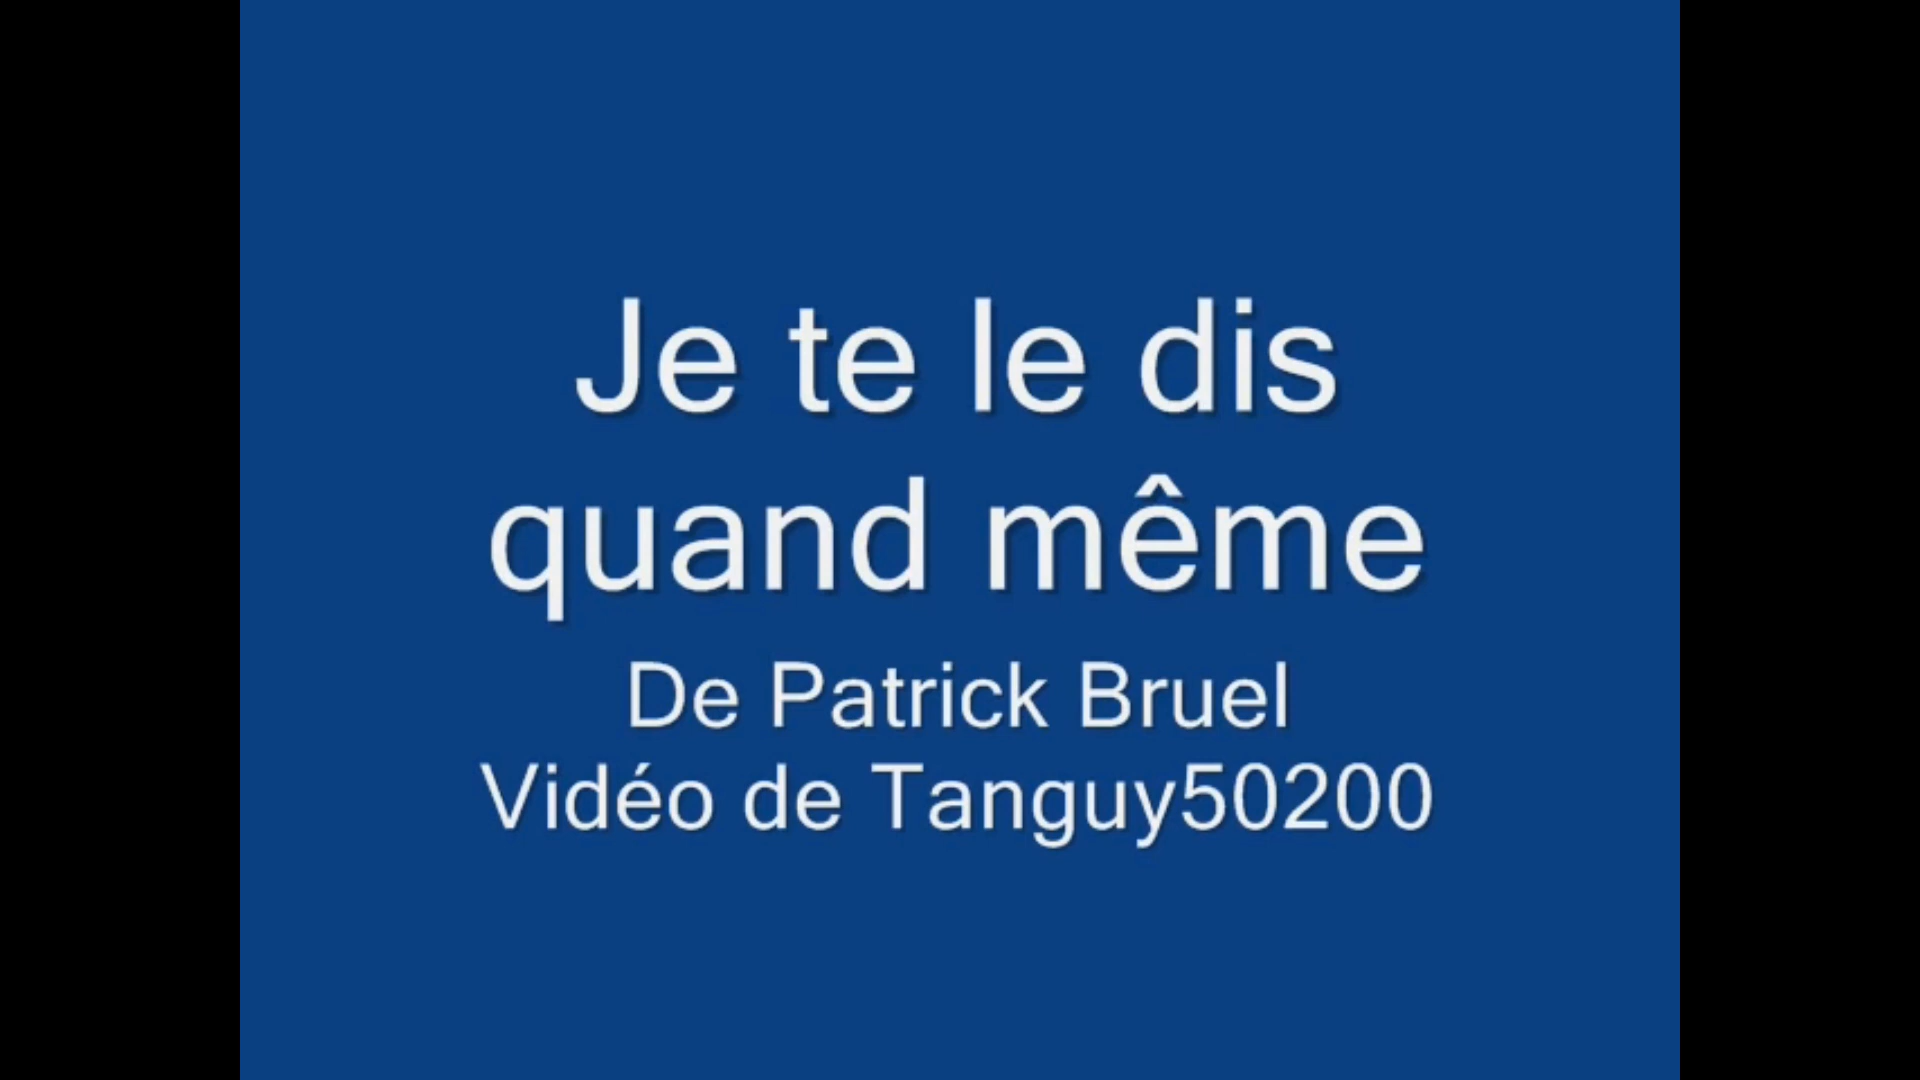 Je te le dis
quand même
De Patrick Bruel
Vidéo de Tanguy50200